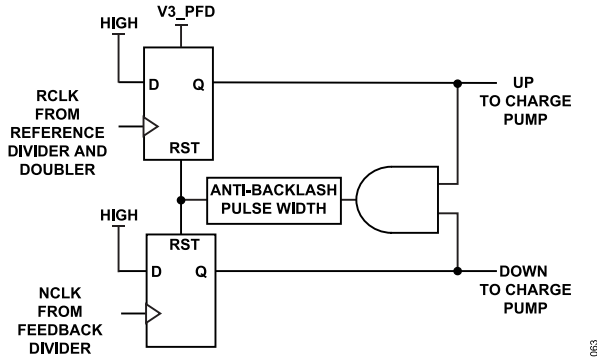 V3_PFD
HIGH
D
Q
RST
RCLK
FROM
REFERENCE
DIVIDER AND
DOUBLER
UP
TO CHARGE
PUMP
ANTI-BACKLASH
PULSE WIDTH
HIGH
RST
D
Q
NCLK
FROM
FEEDBACK
DIVIDER
DOWN
TO CHARGE
PUMP
063